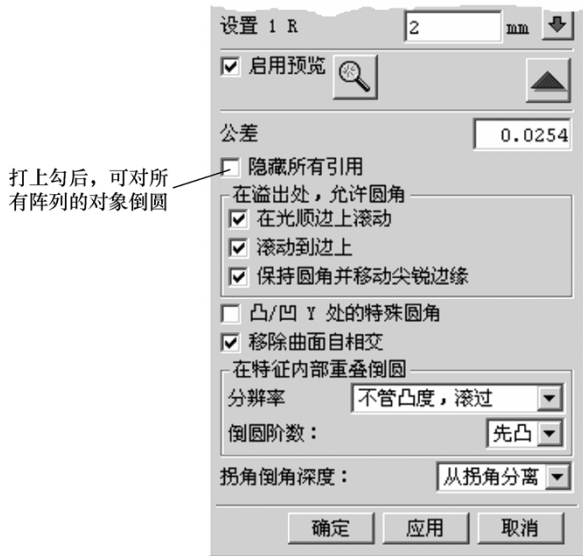 设置 1 R
2
mm
启用预览
公差
0.0254
打上勾后，可对所
有阵列的对象倒圆
隐藏所有引用
在溢出处，允许圆角
在光顺边上滚动
滚动到边上
保持圆角并移动尖锐边缘
凸/凹 Y 处的特殊圆角
移除曲面自相交
在特征内部重叠倒圆
分辨率
不管凸度，滚过
倒圆阶数：
先凸
拐角倒角深度：
从拐角分离
确定
应用
取消